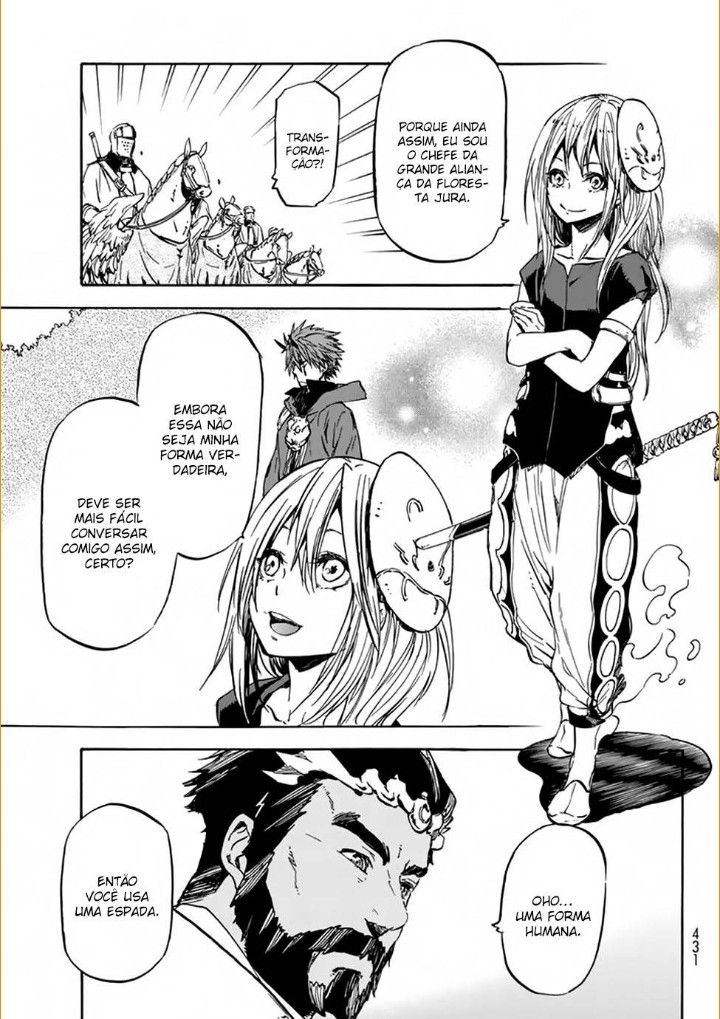 PORQUE AINDA
ASSIM, EU SOU
O CHEFE DA
GRANDE ALIAN-
ÇA DA FLORES-
TA JURA.
TRANS-
FORMA-
ÇÃO?!
EMBORA
ESSA NÃO
SEJA MINHA
FORMA VER-
DADEIRA,
DEVE SER
MAIS FÁCIL
CONVERSAR
COMIGO ASSIM,
CERTO?
OHO...
UMA FORMA
HUMANA.
ENTÃO
VOCÊ USA
UMA ESPADA.
431